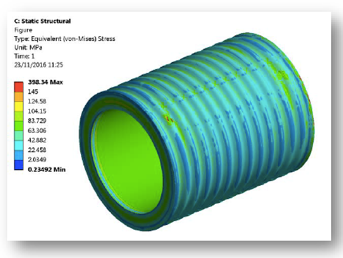 C: Static Structural
Figure
Type: Equivalent (von-Mises) Stress
Unit: MPa
Time: 1
23/11/2016 11:25
398.34 Max
145
124.58
104.15
83.729
63.306
42.882
22.458
2.0349
0.23492 Min